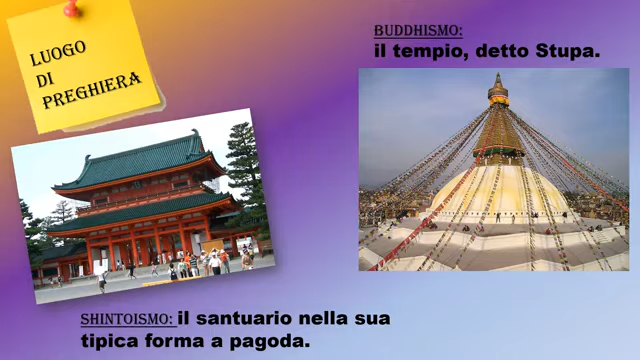 LUOGO
DI
PREGHIERA
BUDDHISMO:
il tempio, detto Stupa.
SHINTOISMO: il santuario nella sua
tipica forma a pagoda.